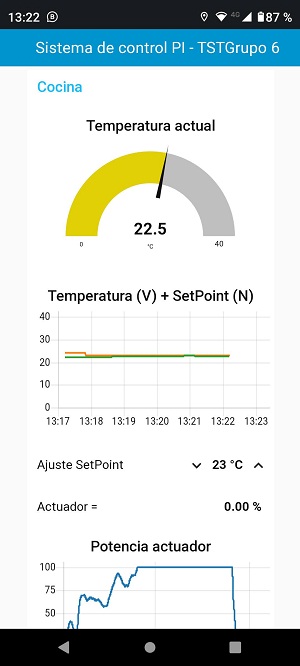 13:22 4G 87 %
Sistema de control PI - TSTGrupo 6
Cocina
Temperatura actual
22.5
°C
0 40
Temperatura (V) + SetPoint (N)
40
30
20
10
0
13:17 13:18 13:19 13:20 13:21 13:22 13:23
Ajuste SetPoint 23 °C
Actuador = 0.00 %
Potencia actuador
100
75
50